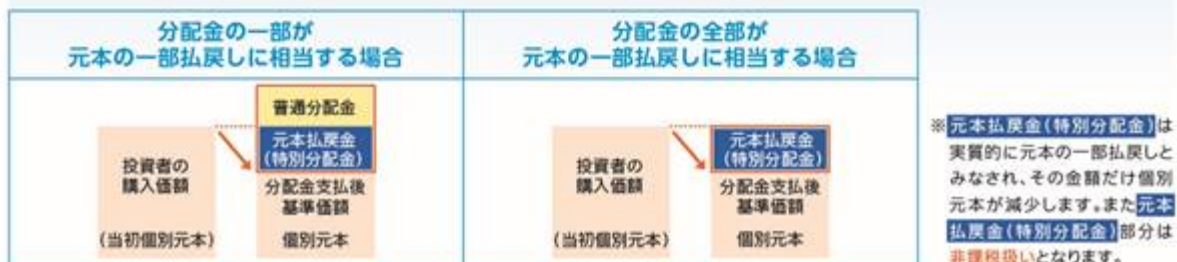 分配金の一部が
元本の一部払戻しに相当する場合
普通分配金
元本払戻金
(特別分配金)
投資者の
購入価額
分配金支払後
基準価額
(当初個別元本)
個別元本
分配金の全部が
元本の一部払戻しに相当する場合
元本払戻金
(特別分配金)
投資者の
購入価額
分配金支払後
基準価額
(当初個別元本)
個別元本
※元本払戻金(特別分配金)は
実質的に元本の一部払戻しと
みなされ、その金額だけ個別
元本が減少します。また元本
払戻金(特別分配金)部分は
非課税扱いとなります。